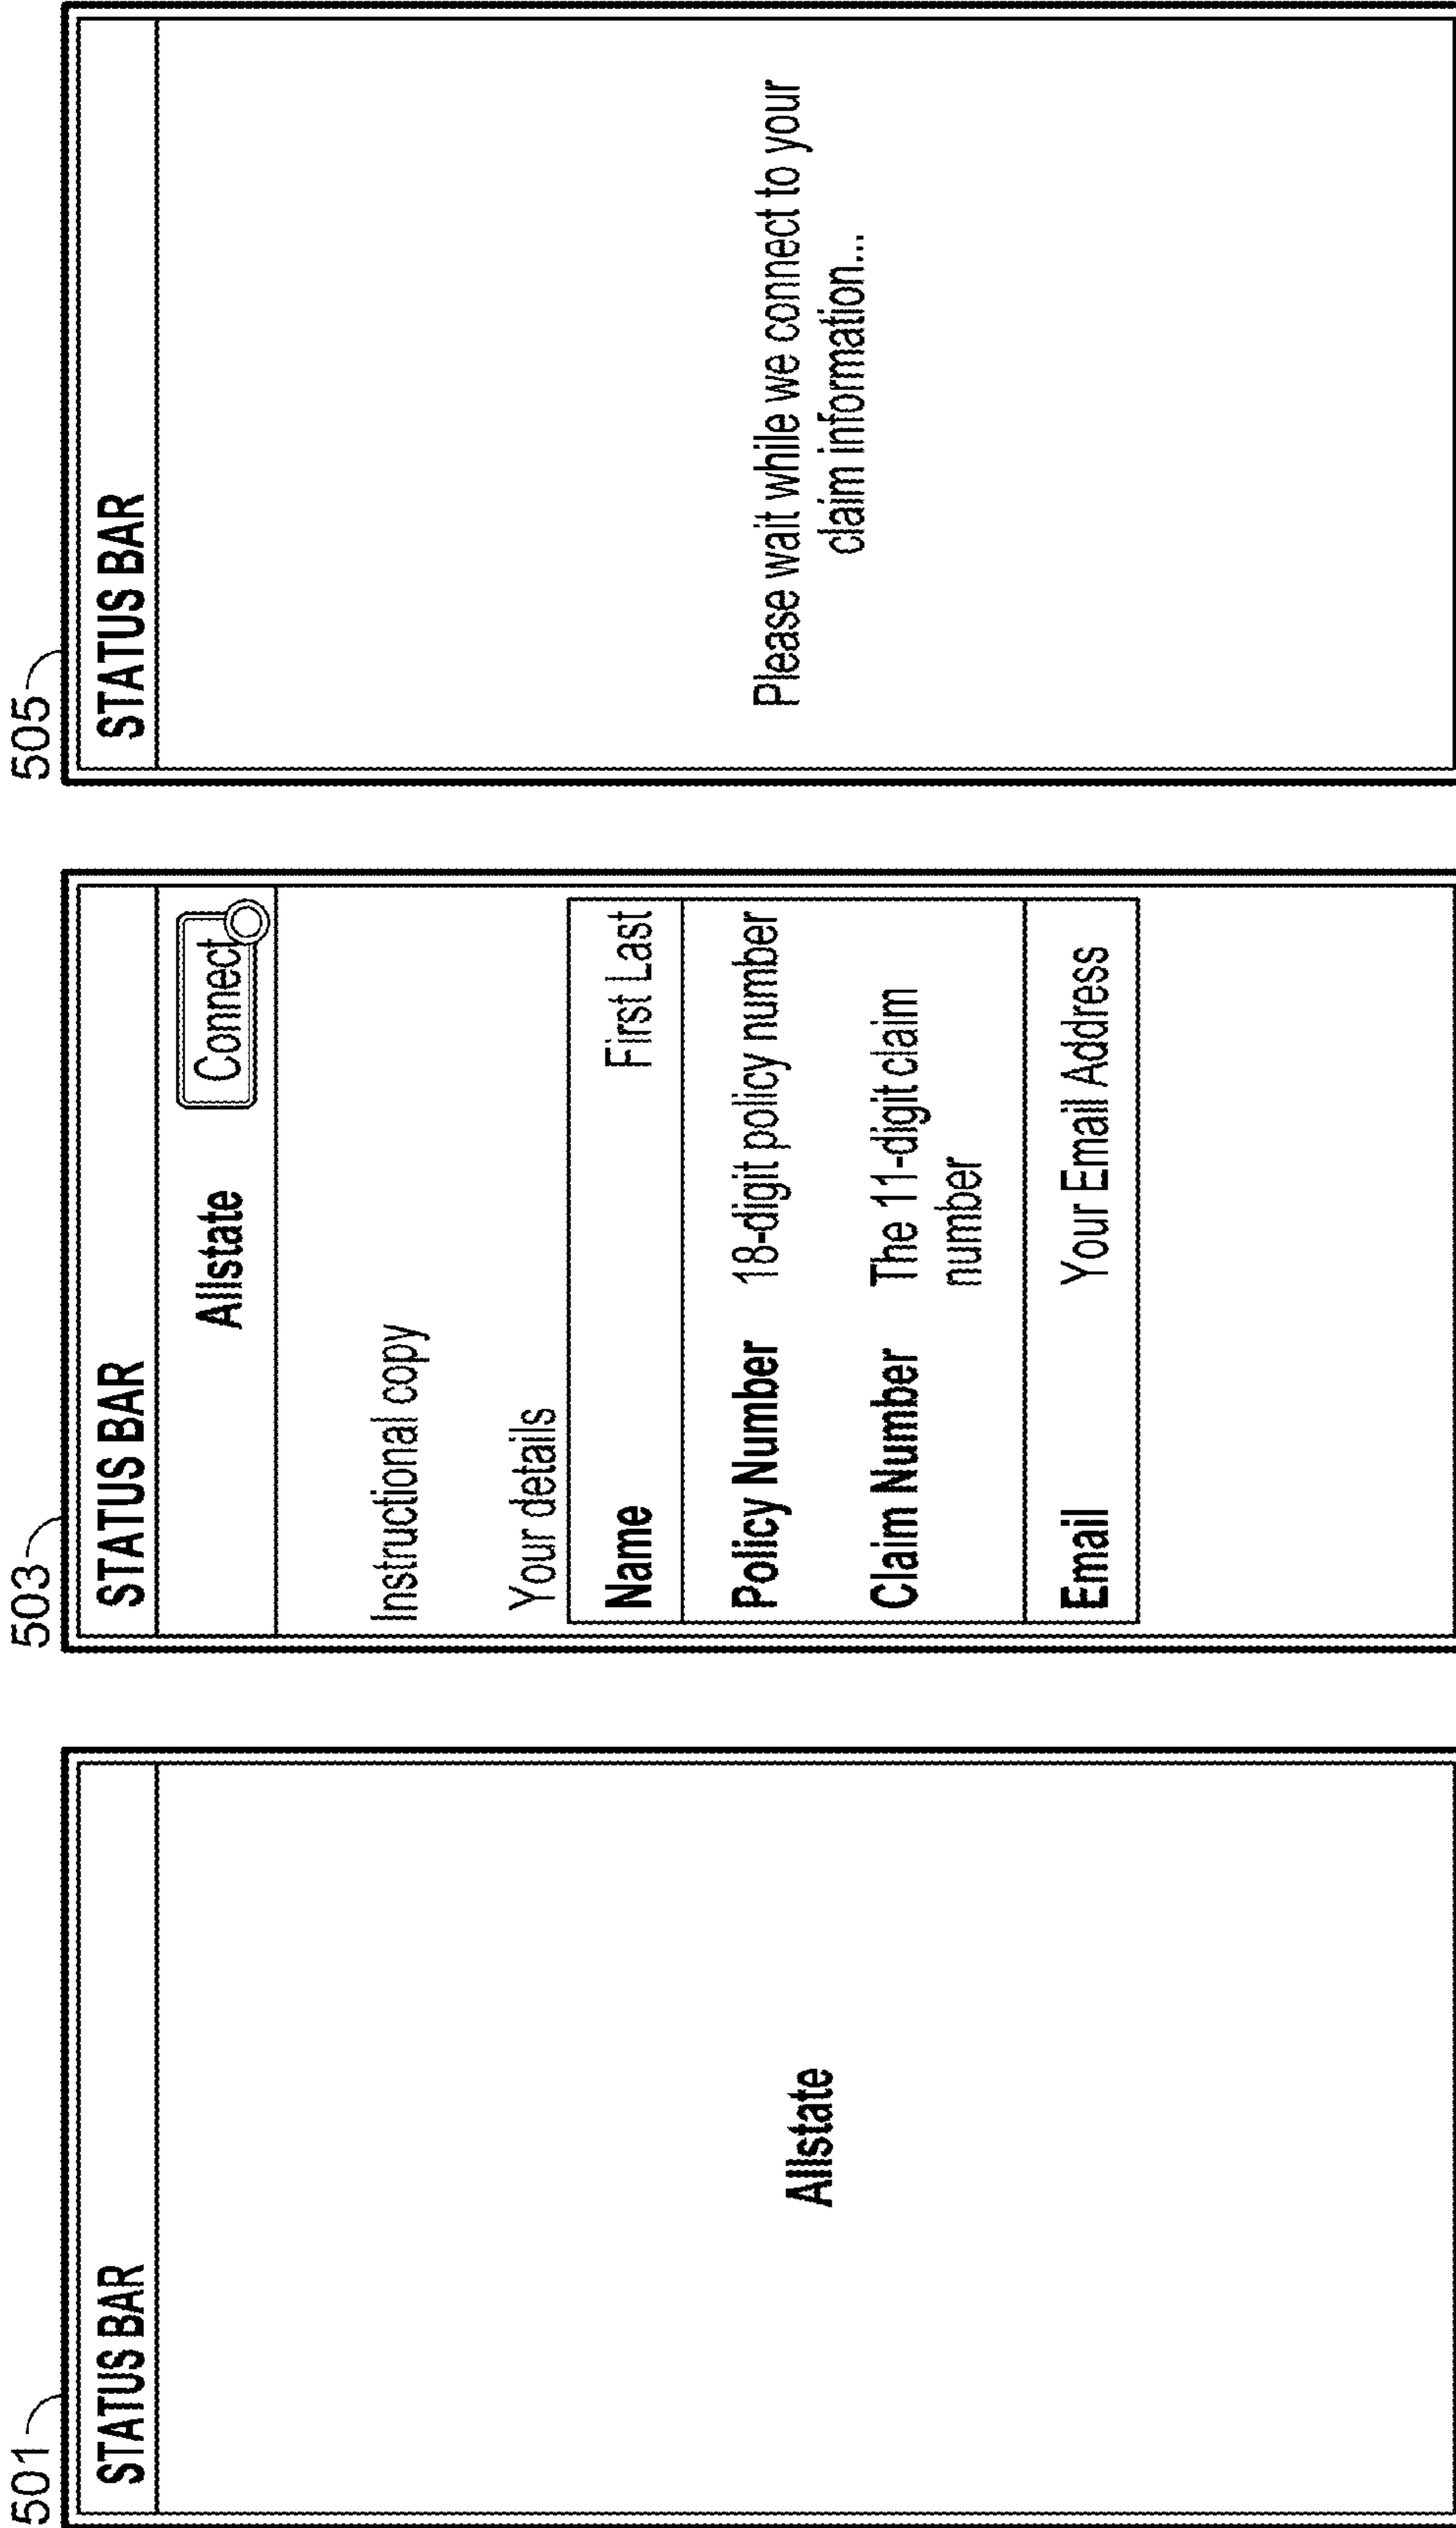 501
STATUS BAR
Allstate
503
STATUS BAR
Allstate Connect
Instructional copy
Your details
Name First Last
Policy Number 18-digit policy number
Claim Number The 11-digit claim
number
Email Your Email Address
505
STATUS BAR
Please wait while we connect to your
claim information...